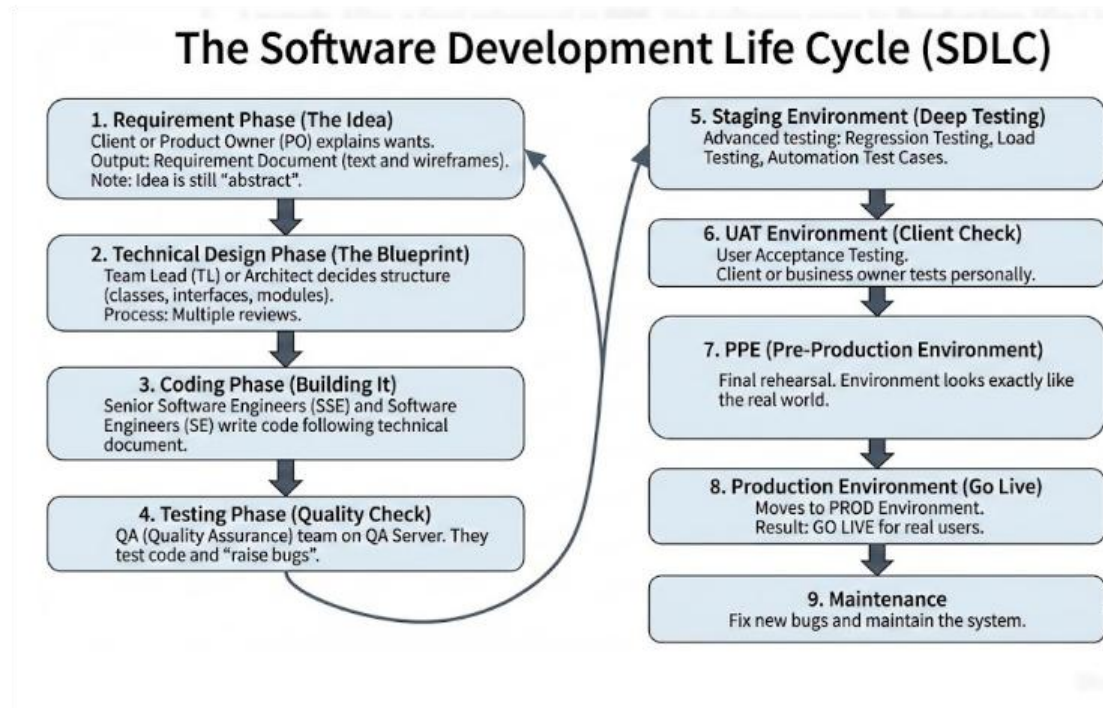 The Software Development Life Cycle (SDLC)
1. Requirement Phase (The Idea)
Client or Product Owner (PO) explains wants.
Output: Requirement Document (text and wireframes).
Note: Idea is still “abstract”.
2. Technical Design Phase (The Blueprint)
Team Lead (TL) or Architect decides structure
(classes, interfaces, modules).
Process: Multiple reviews.
3. Coding Phase (Building It)
Senior Software Engineers (SSE) and Software
Engineers (SE) write code following technical
document.
4. Testing Phase (Quality Check)
QA (Quality Assurance) team on QA Server. They
test code and “raise bugs”.
5. Staging Environment (Deep Testing)
Advanced testing: Regression Testing, Load
Testing, Automation Test Cases.
6. UAT Environment (Client Check)
User Acceptance Testing.
Client or business owner tests personally.
7. PPE (Pre-Production Environment)
Final rehearsal. Environment looks exactly like
the real world.
8. Production Environment (Go Live)
Moves to PROD Environment.
Result: GO LIVE for real users.
9. Maintenance
Fix new bugs and maintain the system.